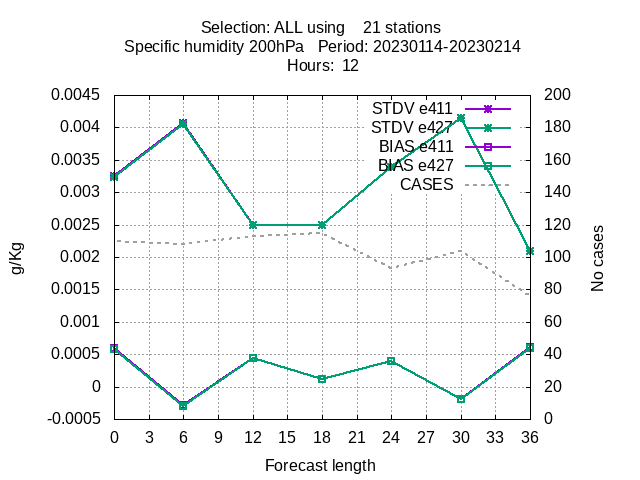 Selection: ALL using    21 stations
Specific humidity 200hPa   Period: 20230114-20230214
Hours:  12
0.0045
0.004
0.0035
0.003
0.0025
0.002
0.0015
0.001
0.0005
0
-0.0005
g/Kg
STDV e411
STDV e427
BIAS e411
BIAS e427
CASES
200
180
160
140
120
100
80
60
40
20
0
No cases
0 3 6 9 12 15 18 21 24 27 30 33 36
Forecast length